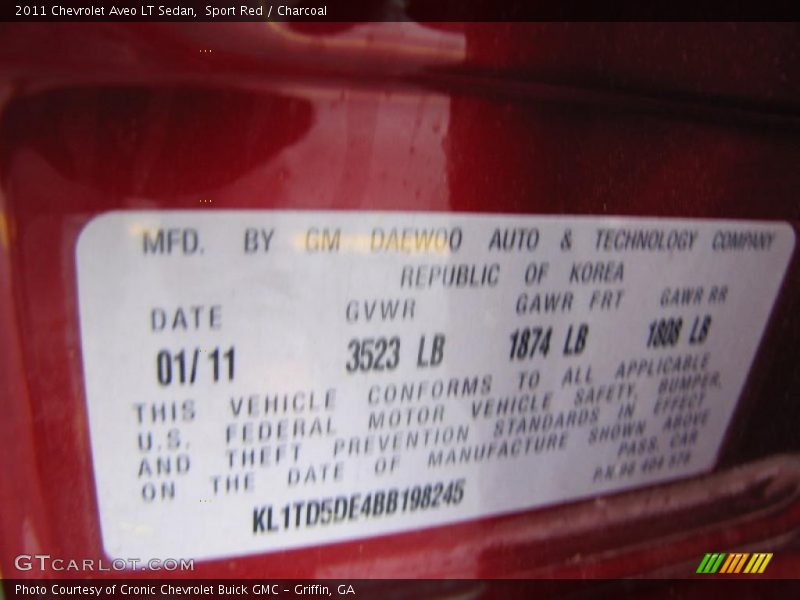 2011 Chevrolet Aveo LT Sedan, Sport Red / Charcoal
MFD. BY GM DAEWOO AUTO & TECHNOLOGY COMPANY
REPUBLIC OF KOREA
DATE GVWR GAWR FRT GAWR RR
01/11 3523 LB 1874 LB 1808 LB
THIS VEHICLE CONFORMS TO ALL APPLICABLE
U.S. FEDERAL MOTOR VEHICLE SAFETY, BUMPER,
AND THEFT PREVENTION STANDARDS IN EFFECT
ON THE DATE OF MANUFACTURE SHOWN ABOVE
PASS. CAR
KL1TD5DE4BB198245
GTCARLOT.COM
Photo Courtesy of Cronic Chevrolet Buick GMC – Griffin, GA